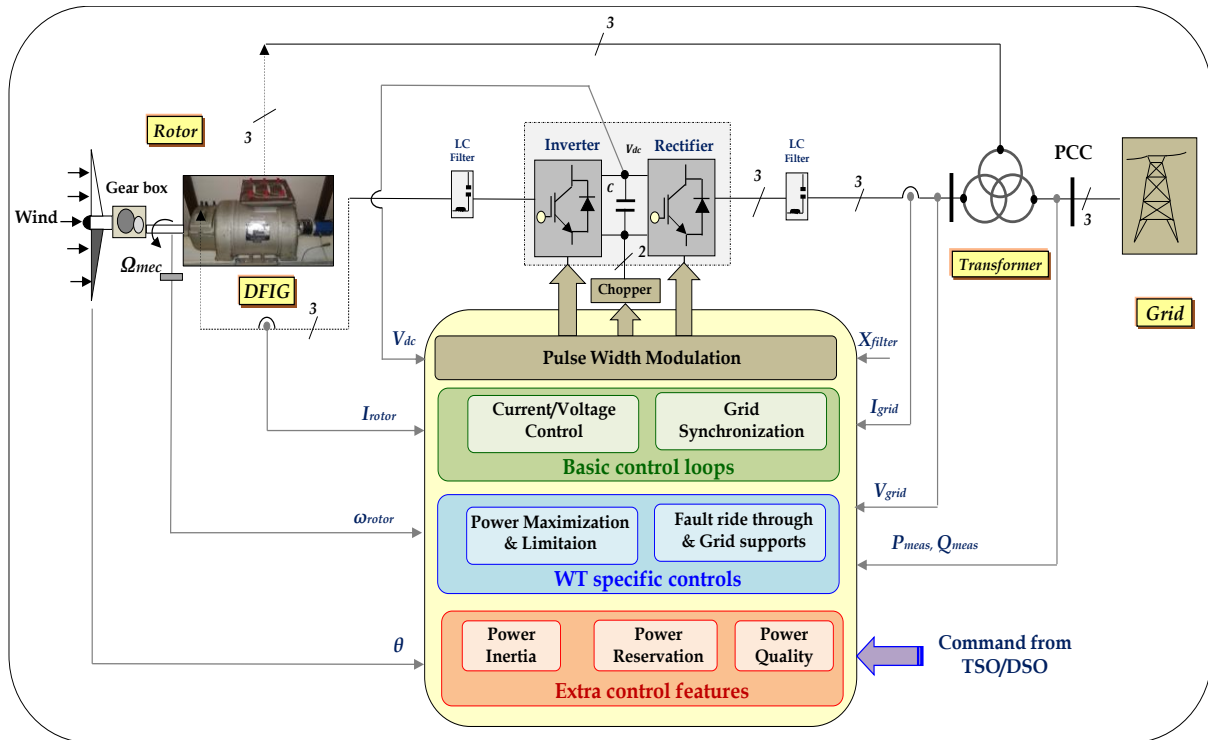 3
Rotor
3
LC
Filter
Inverter
Vdc
Rectifier
LC
Filter
PCC
Gear box
C
3
3
Wind
3
Ωmec
2
Transformer
DFIG
Chopper
Grid
3
Vdc
Pulse Width Modulation
Xfilter
Irotor
Current/Voltage
Control
Grid
Synchronization
Igrid
Basic control loops
Vgrid
ωrotor
Power Maximization
& Limitaion
Fault ride through
& Grid supports
Pmeas, Qmeas
WT specific controls
θ
Power
Inertia
Power
Reservation
Power
Quality
Command from
TSO/DSO
Extra control features